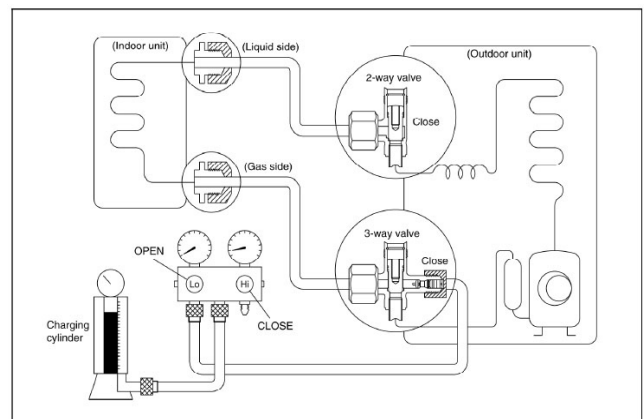 (Indoor unit)
(Liquid side)
(Outdoor unit)
2-way valve
Close
(Gas side)
3-way valve
Close
OPEN
Lo
Hi
CLOSE
Charging
cylinder